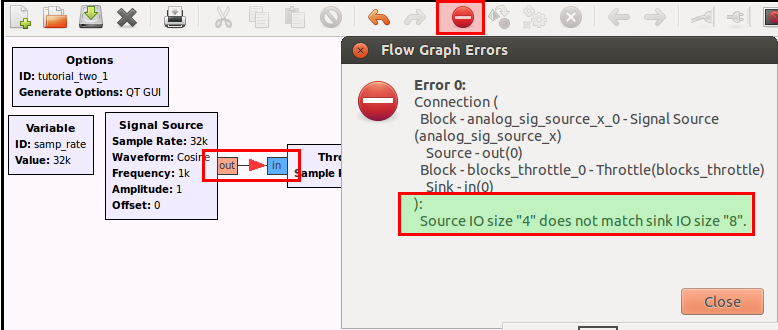 Flow Graph Errors
Options
ID: tutorial_two_1
Generate Options: QT GUI
Variable
ID: samp_rate
Value: 32k
Signal Source
Sample Rate: 32k
Waveform: Cosine
Frequency: 1k
Amplitude: 1
Offset: 0
out
in
Thr
Sample
Error 0:
Connection (
Block - analog_sig_source_x_0 - Signal Source
(analog_sig_source_x)
Source - out(0)
Block - blocks_throttle_0 - Throttle(blocks_throttle)
Sink - in(0)
):
Source IO size "4" does not match sink IO size "8".
Close